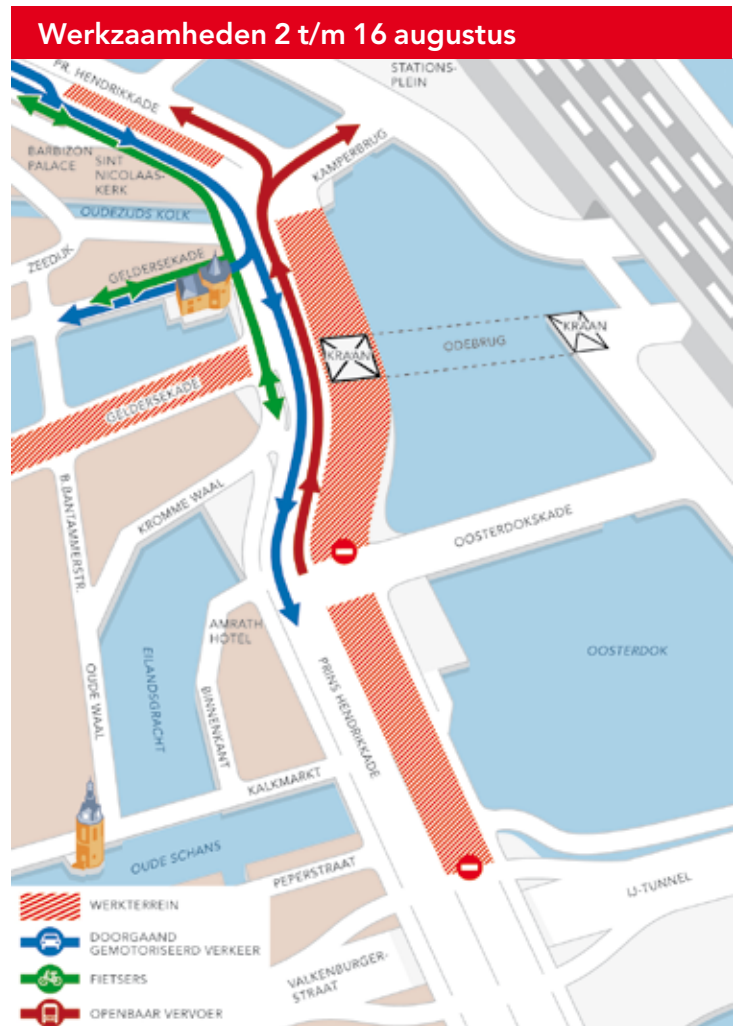 Werkzaamheden 2 t/m 16 augustus
PR. HENDRIKKADE
STATIONS-
PLEIN
BARBIZON
PALACE
SINT
NICOLAAS-
KERK
KAMPERBRUG
OUDEZIJDS KOLK
ZEEDIJK
GELDERSEKADE
KRAAN
ODEBRUG
KRAAN
GELDERSEKADE
B.BANTAMMERSTR.
KROMME WAAL
OOSTERDOKSKADE
AMRATH
HOTEL
EILANDSGRACHT
OUDE WAAL
BINNENKANT
PRINS HENDRIKKADE
OOSTERDOK
KALKMARKT
OUDE SCHANS
PEPERSTRAAT
IJ-TUNNEL
VALKENBURGER-
STRAAT
WERKTERREIN
DOORGAAND
GEMOTORISEERD VERKEER
FIETSERS
OPENBAAR VERVOER